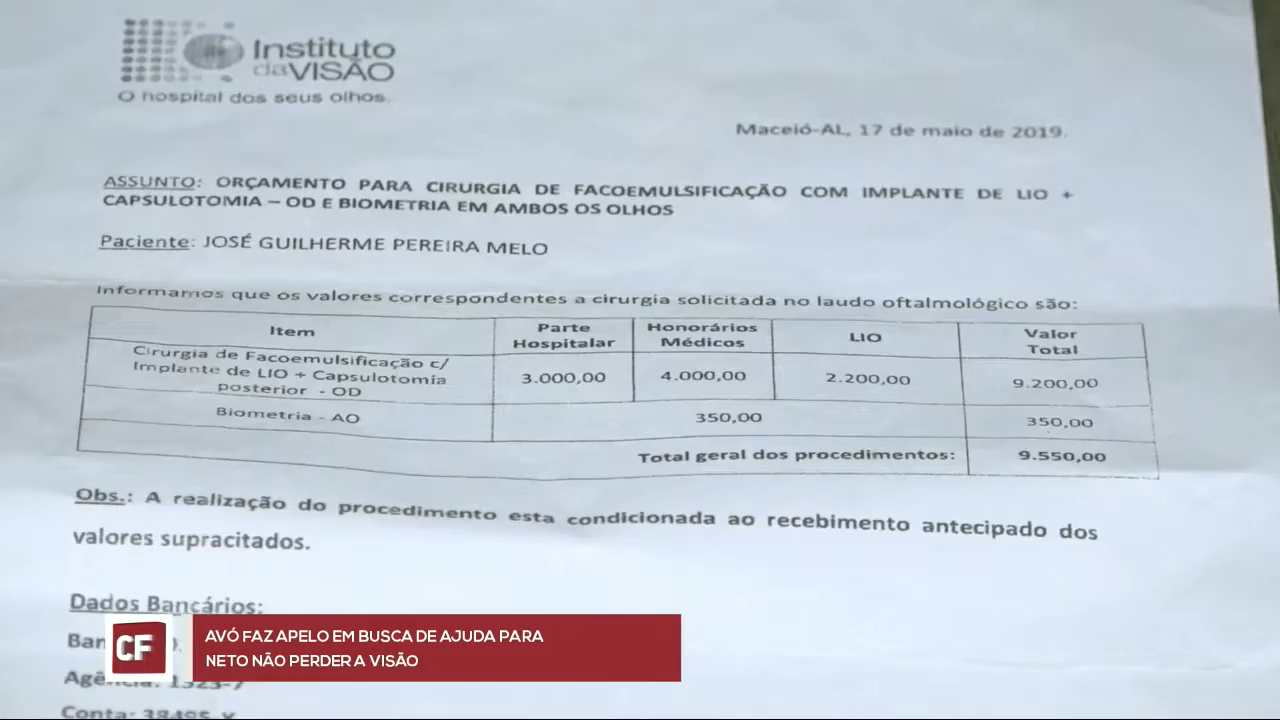 Instituto
da VISÃO
O hospital dos seus olhos.
Maceió-AL, 17 de maio de 2019.
ASSUNTO: ORÇAMENTO PARA CIRURGIA DE FACOEMULSIFICAÇÃO COM IMPLANTE DE LIO +
CAPSULOTOMIA – OD E BIOMETRIA EM AMBOS OS OLHOS
Paciente: JOSÉ GUILHERME PEREIRA MELO
Informamos que os valores correspondentes a cirurgia solicitada no laudo oftalmológico são:
Item
Parte
Hospitalar
Honorários
Médicos
LIO
Valor
Total
Cirurgia de Facoemulsificação c/
Implante de LIO + Capsulotomia
posterior - OD
3.000,00
4.000,00
2.200,00
9.200,00
Biometria - AO
350,00
350,00
Total geral dos procedimentos:
9.550,00
Obs.: A realização do procedimento esta condicionada ao recebimento antecipado dos
valores supracitados.
Dados Bancários:
CF
AVÓ FAZ APELO EM BUSCA DE AJUDA PARA
NETO NÃO PERDER A VISÃO